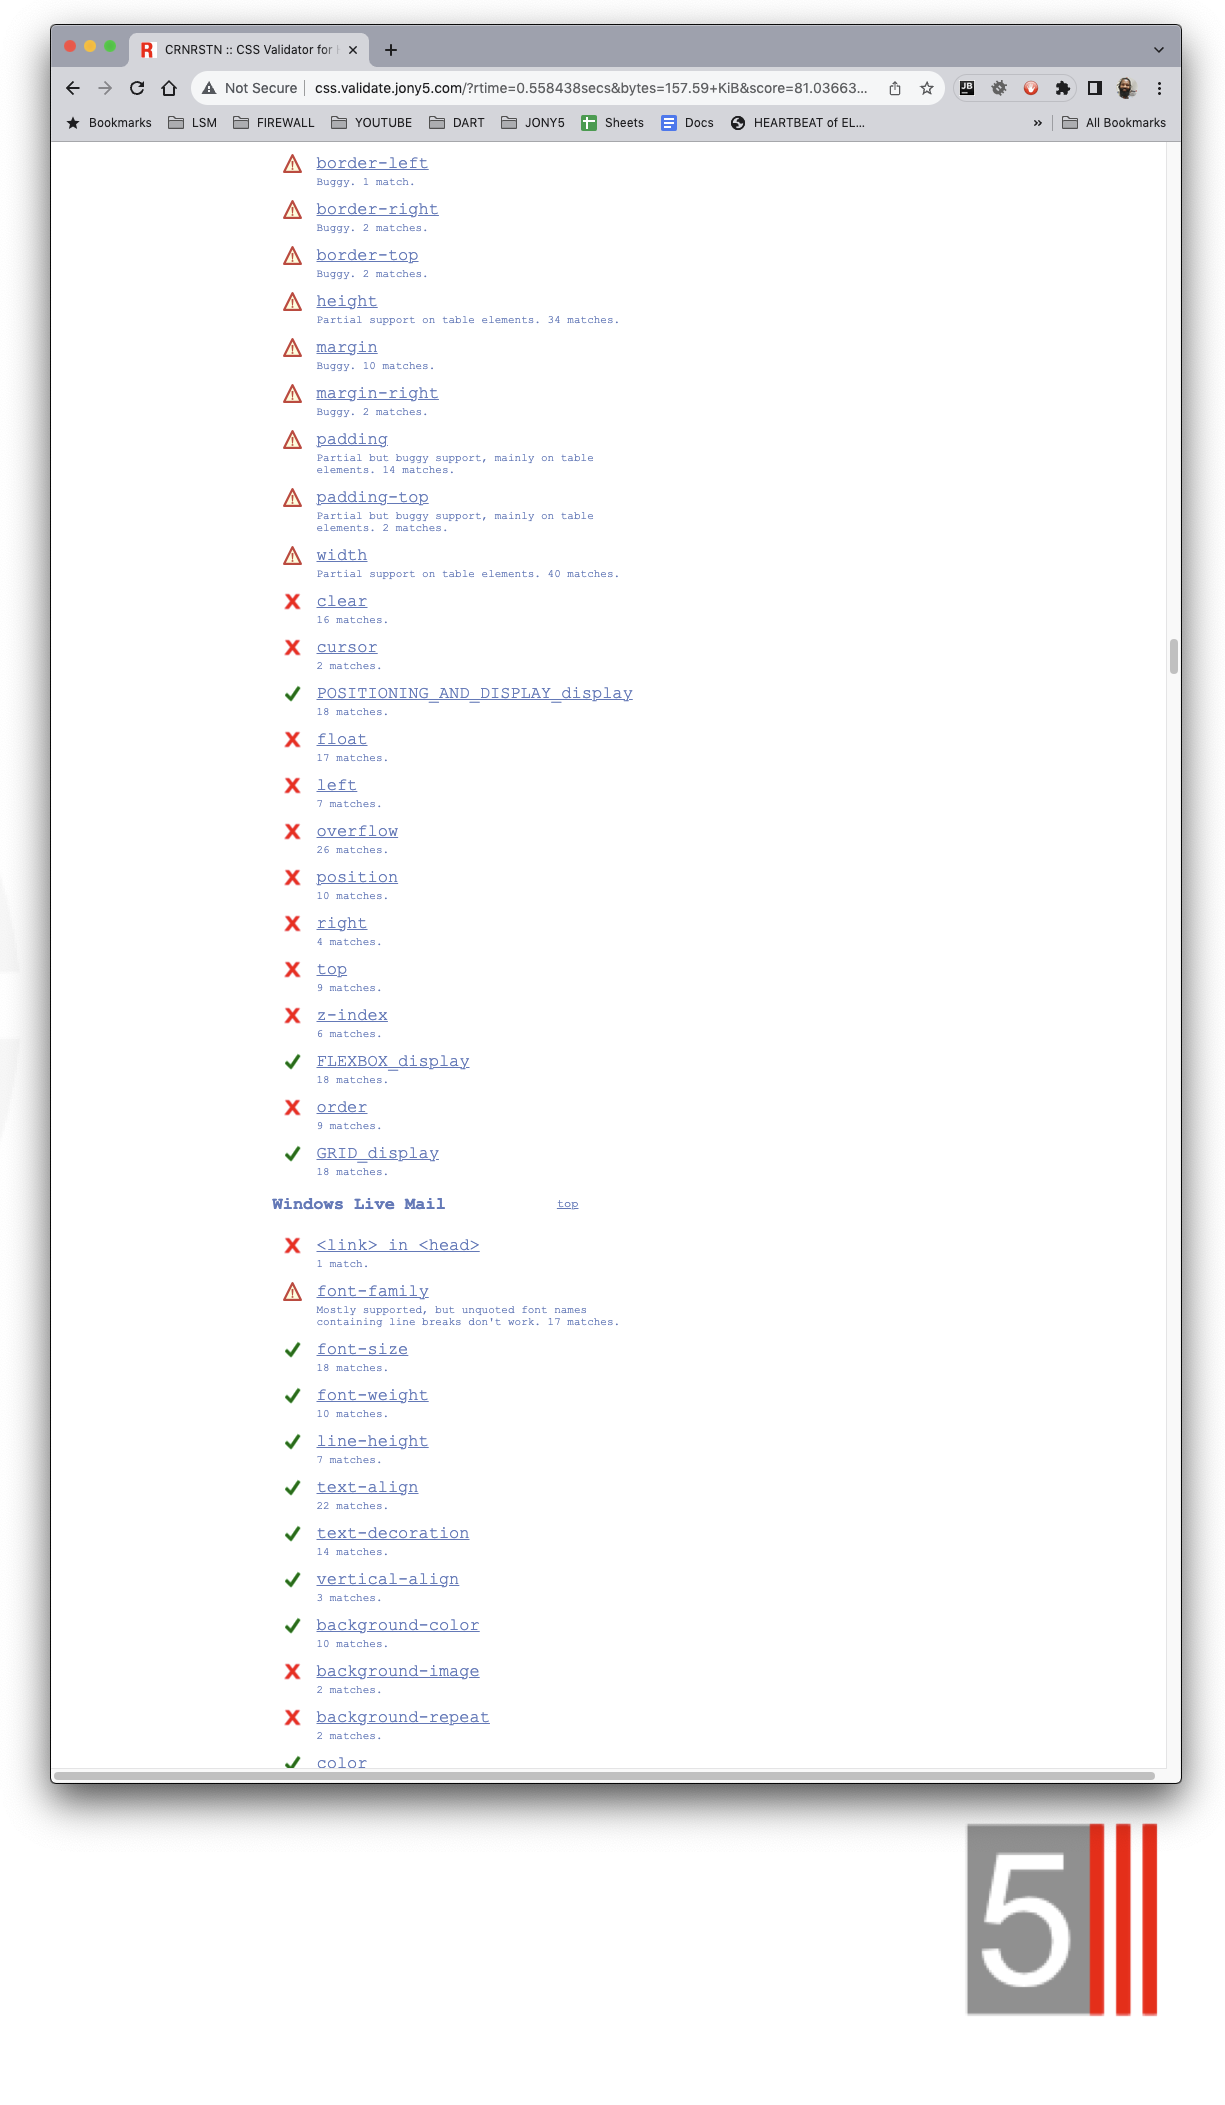 CRNRSTN :: CSS Validator for
Not Secure
css.validate.jony5.com/?rtime=0.558438secs&bytes=157.59+KiB&score=81.03663...
JB
Bookmarks
LSM
FIREWALL
YOUTUBE
DART
JONY5
Sheets
Docs
HEARTBEAT of EL...
»
All Bookmarks
border-left
Buggy. 1 match.
border-right
Buggy. 2 matches.
border-top
Buggy. 2 matches.
height
Partial support on table elements. 34 matches.
margin
Buggy. 10 matches.
margin-right
Buggy. 2 matches.
padding
Partial but buggy support, mainly on table
elements. 14 matches.
padding-top
Partial but buggy support, mainly on table
elements. 2 matches.
width
Partial support on table elements. 40 matches.
clear
16 matches.
cursor
2 matches.
POSITIONING_AND_DISPLAY_display
18 matches.
float
17 matches.
left
7 matches.
overflow
26 matches.
position
10 matches.
right
4 matches.
top
9 matches.
z-index
6 matches.
FLEXBOX_display
18 matches.
order
9 matches.
GRID_display
18 matches.
Windows Live Mail
top
<link> in <head>
1 match.
font-family
Mostly supported, but unquoted font names
containing line breaks don't work. 17 matches.
font-size
18 matches.
font-weight
10 matches.
line-height
7 matches.
text-align
22 matches.
text-decoration
14 matches.
vertical-align
3 matches.
background-color
10 matches.
background-image
2 matches.
background-repeat
2 matches.
color
5